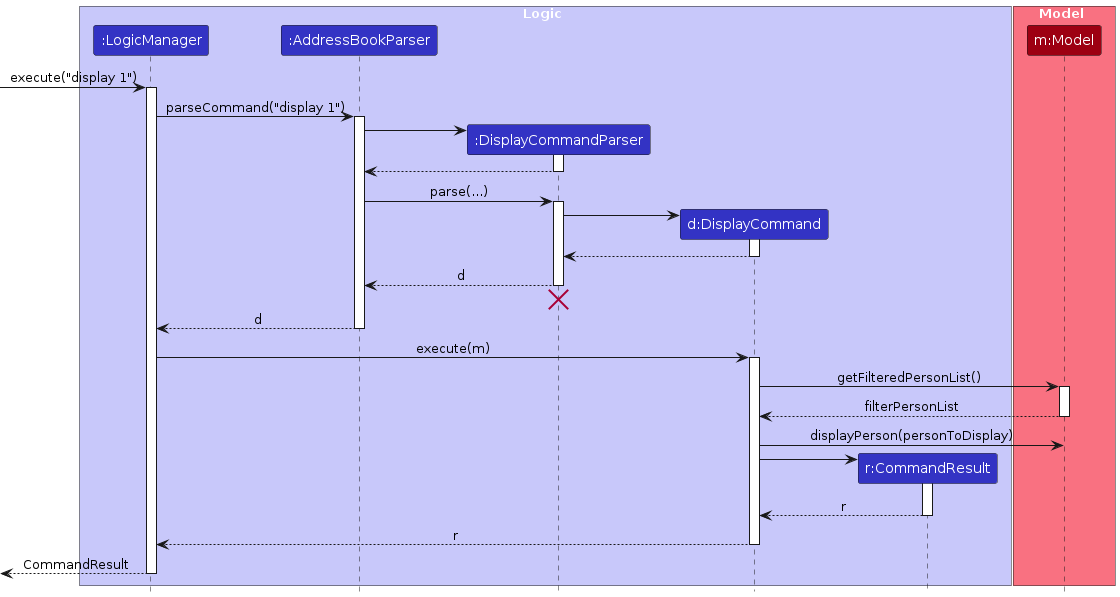 Logic
Model
:LogicManager
:AddressBookParser
m:Model
execute("display 1")
parseCommand("display 1")
:DisplayCommandParser
parse(...)
d:DisplayCommand
d
d
execute(m)
getFilteredPersonList()
filterPersonList
displayPerson(personToDisplay)
r:CommandResult
r
r
CommandResult